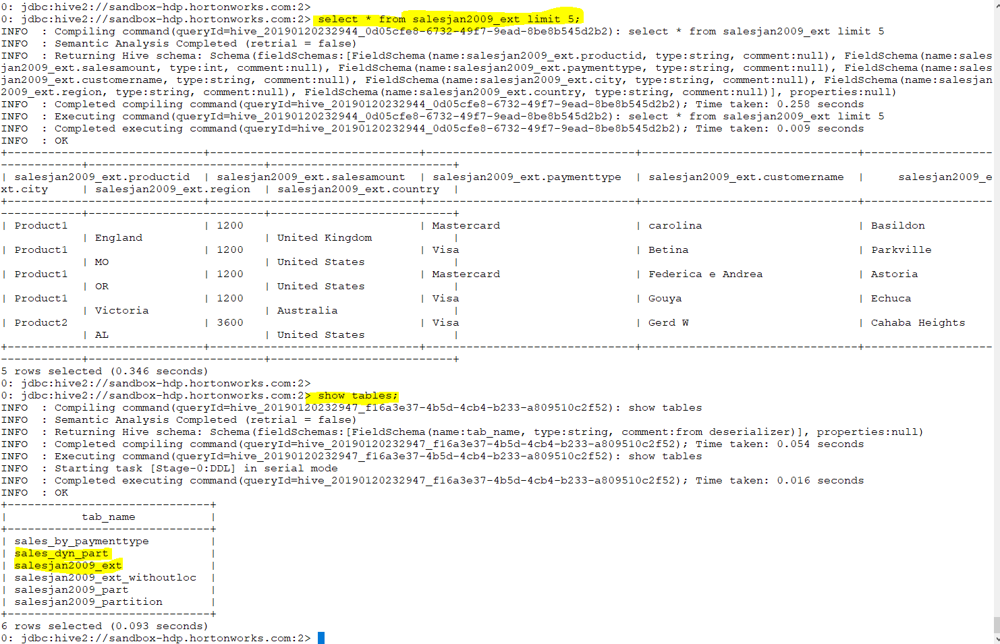 0: jdbc:hive2://sandbox-hdp.hortonworks.com:2>
0: jdbc:hive2://sandbox-hdp.hortonworks.com:2> select * from salesjan2009_ext limit 5;
INFO  : Compiling command(queryId=hive_20190120232944_0d05cfe8-6732-49f7-9ead-8be8b545d2b2): select * from salesjan2009_ext limit 5
INFO  : Semantic Analysis Completed (retrial = false)
INFO  : Returning Hive schema: Schema(fieldSchemas:[FieldSchema(name:salesjan2009_ext.productid, type:string, comment:null), FieldSchema(name:sales
jan2009_ext.salesamount, type:int, comment:null), FieldSchema(name:salesjan2009_ext.paymenttype, type:string, comment:null), FieldSchema(name:sales
jan2009_ext.customername, type:string, comment:null), FieldSchema(name:salesjan2009_ext.city, type:string, comment:null), FieldSchema(name:salesjan
2009_ext.region, type:string, comment:null), FieldSchema(name:salesjan2009_ext.country, type:string, comment:null)], properties:null)
INFO  : Completed compiling command(queryId=hive_20190120232944_0d05cfe8-6732-49f7-9ead-8be8b545d2b2); Time taken: 0.258 seconds
INFO  : Executing command(queryId=hive_20190120232944_0d05cfe8-6732-49f7-9ead-8be8b545d2b2): select * from salesjan2009_ext limit 5
INFO  : Completed executing command(queryId=hive_20190120232944_0d05cfe8-6732-49f7-9ead-8be8b545d2b2); Time taken: 0.009 seconds
INFO  : OK
+------------------------------+-------------------------------+-------------------------------+--------------------------------+-------------------
------------+--------------------------+---------------------------+
| salesjan2009_ext.productid  | salesjan2009_ext.salesamount  | salesjan2009_ext.paymenttype  | salesjan2009_ext.customername  |     salesjan2009_e
xt.city     | salesjan2009_ext.region  | salesjan2009_ext.country  |
+------------------------------+-------------------------------+-------------------------------+--------------------------------+-------------------
------------+--------------------------+---------------------------+
| Product1                    | 1200                          | Mastercard                    | carolina                       | Basildon
            | England                  | United Kingdom            |
| Product1                    | 1200                          | Visa                          | Betina                         | Parkville
            | MO                       | United States             |
| Product1                    | 1200                          | Mastercard                    | Federica e Andrea              | Astoria
            | OR                       | United States             |
| Product1                    | 1200                          | Visa                          | Gouya                          | Echuca
            | Victoria                 | Australia                 |
| Product2                    | 3600                          | Visa                          | Gerd W                         | Cahaba Heights
            | AL                       | United States             |
+------------------------------+-------------------------------+-------------------------------+--------------------------------+-------------------
------------+--------------------------+---------------------------+
5 rows selected (0.346 seconds)
0: jdbc:hive2://sandbox-hdp.hortonworks.com:2>
0: jdbc:hive2://sandbox-hdp.hortonworks.com:2> show tables;
INFO  : Compiling command(queryId=hive_20190120232947_f16a3e37-4b5d-4cb4-b233-a809510c2f52): show tables
INFO  : Semantic Analysis Completed (retrial = false)
INFO  : Returning Hive schema: Schema(fieldSchemas:[FieldSchema(name:tab_name, type:string, comment:from deserializer)], properties:null)
INFO  : Completed compiling command(queryId=hive_20190120232947_f16a3e37-4b5d-4cb4-b233-a809510c2f52); Time taken: 0.054 seconds
INFO  : Executing command(queryId=hive_20190120232947_f16a3e37-4b5d-4cb4-b233-a809510c2f52): show tables
INFO  : Starting task [Stage-0:DDL] in serial mode
INFO  : Completed executing command(queryId=hive_20190120232947_f16a3e37-4b5d-4cb4-b233-a809510c2f52); Time taken: 0.016 seconds
INFO  : OK
+------------------------------+
|           tab_name           |
+------------------------------+
| sales_by_paymenttype         |
| sales_dyn_part               |
| salesjan2009_ext             |
| salesjan2009_ext_withoutloc  |
| salesjan2009_part            |
| salesjan2009_partition       |
+------------------------------+
6 rows selected (0.093 seconds)
0: jdbc:hive2://sandbox-hdp.hortonworks.com:2>